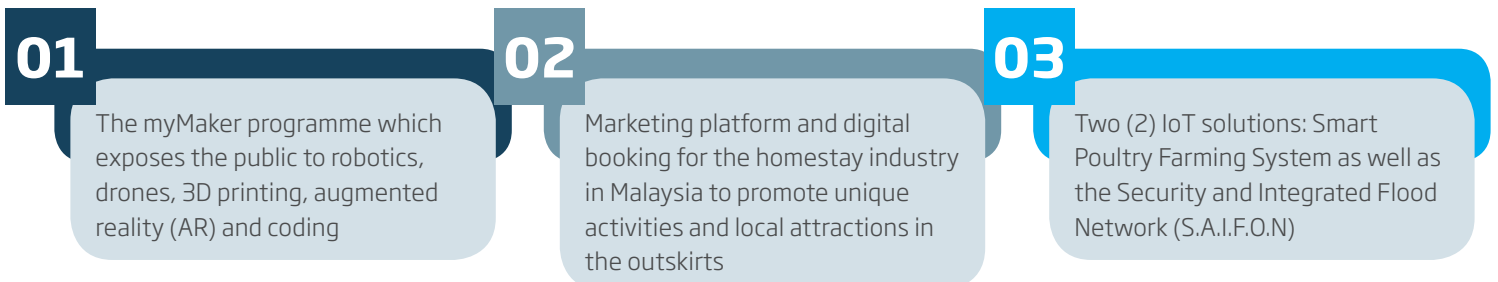 01
The myMaker programme which
exposes the public to robotics,
drones, 3D printing, augmented
reality (AR) and coding
02
Marketing platform and digital
booking for the homestay industry
in Malaysia to promote unique
activities and local attractions in
the outskirts
03
Two (2) IoT solutions: Smart
Poultry Farming System as well as
the Security and Integrated Flood
Network (S.A.I.F.O.N)